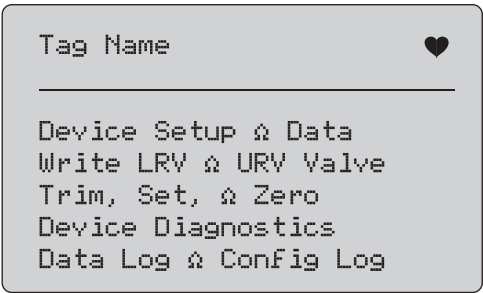 Tag Name ♥
Device Setup Ω Data
Write LRV Ω URV Valve
Trim, Set, Ω Zero
Device Diagnostics
Data Log Ω Config Log